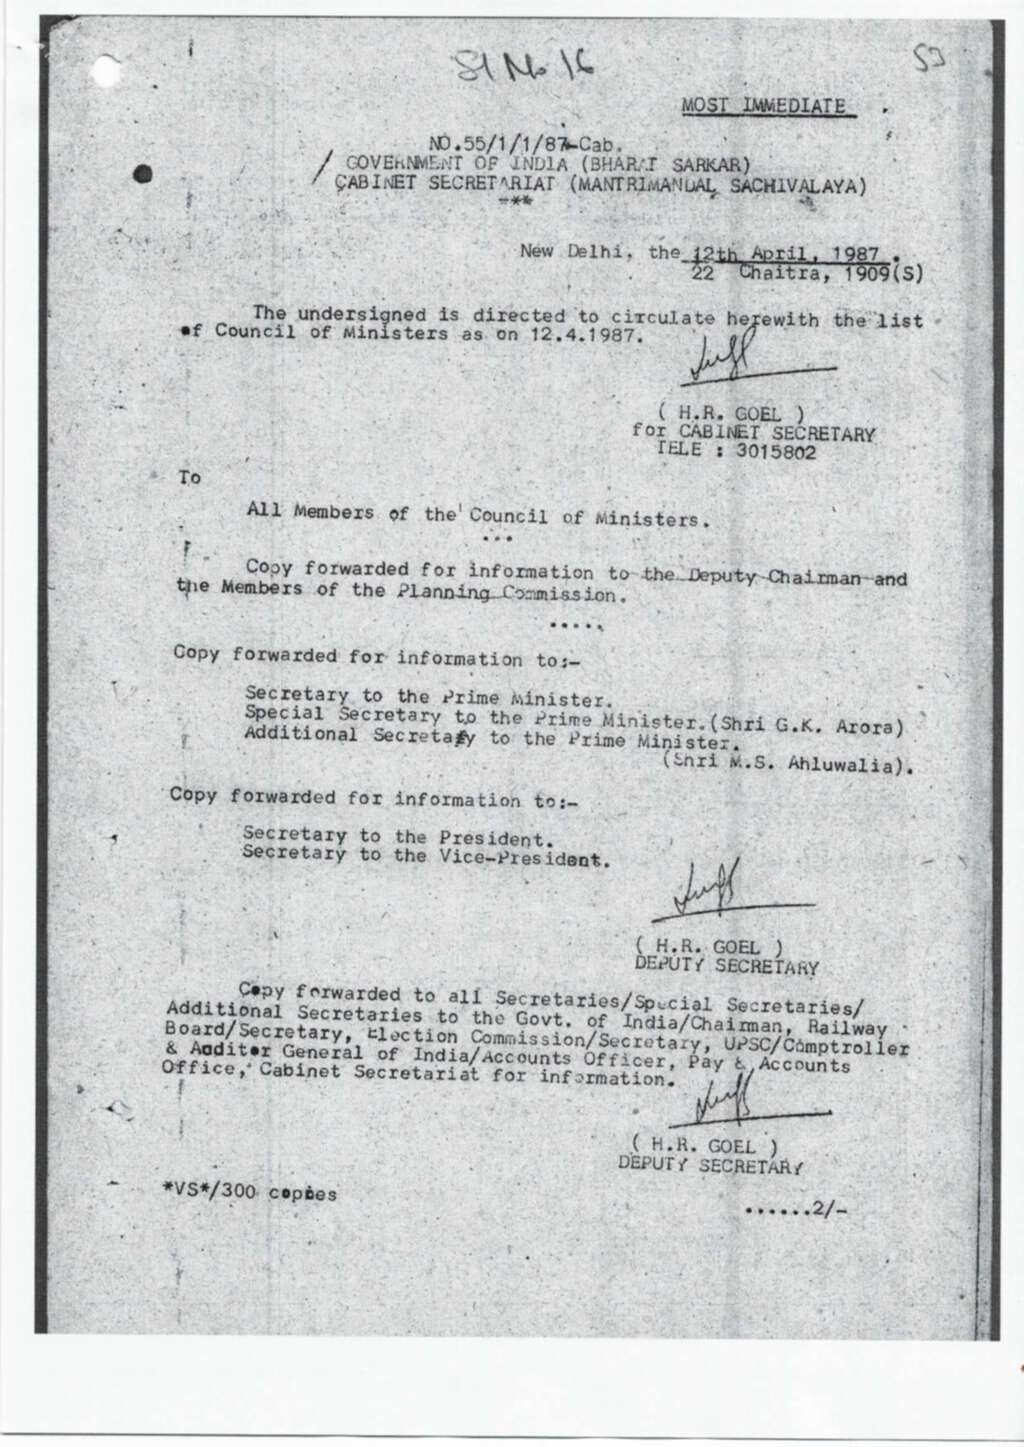 Sl No 16
53
MOST IMMEDIATE
NO.55/1/1/87-Cab.
GOVERNMENT OF INDIA (BHARAT SARKAR)
CABINET SECRETARIAT (MANTRIMANDAL SACHIVALAYA)
***
New Delhi, the 12th April, 1987.
22 Chaitra, 1909(S)
The undersigned is directed to circulate herewith the list
of Council of Ministers as on 12.4.1987.
( H.R. GOEL )
for CABINET SECRETARY
TELE : 3015802
To
All Members of the Council of Ministers.
...
Copy forwarded for information to the Deputy Chairman and
the Members of the Planning Commission.
.....
Copy forwarded for information to:-
Secretary to the Prime Minister.
Special Secretary to the Prime Minister.(Shri G.K. Arora)
Additional Secretary to the Prime Minister.
(Shri M.S. Ahluwalia).
Copy forwarded for information to:-
Secretary to the President.
Secretary to the Vice-President.
( H.R. GOEL )
DEPUTY SECRETARY
Copy forwarded to all Secretaries/Special Secretaries/
Additional Secretaries to the Govt. of India/Chairman, Railway
Board/Secretary, Election Commission/Secretary, UPSC/Comptroller
& Auditor General of India/Accounts Officer, Pay & Accounts
Office, Cabinet Secretariat for information.
( H.R. GOEL )
DEPUTY SECRETARY
*VS*/300 copies
......2/-